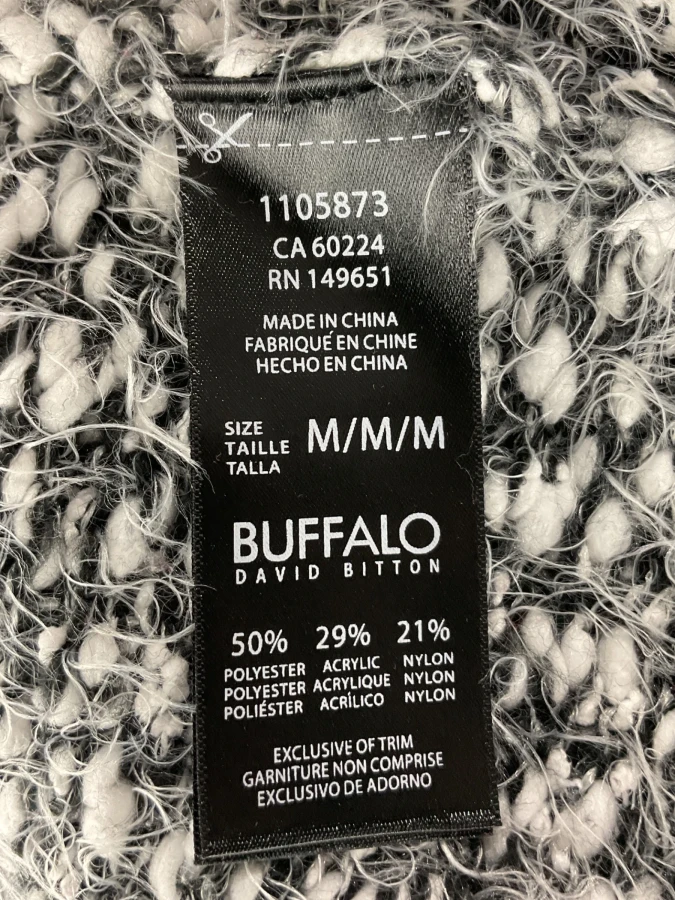 1105873
CA 60224
RN 149651
MADE IN CHINA
FABRIQUÉ EN CHINE
HECHO EN CHINA
SIZE
TAILLE
TALLA
M/M/M
BUFFALO
DAVID BITTON
50% 29% 21%
POLYESTER ACRYLIC NYLON
POLYESTER ACRYLIQUE NYLON
POLIÉSTER ACRÍLICO NYLON
EXCLUSIVE OF TRIM
GARNITURE NON COMPRISE
EXCLUSIVO DE ADORNO